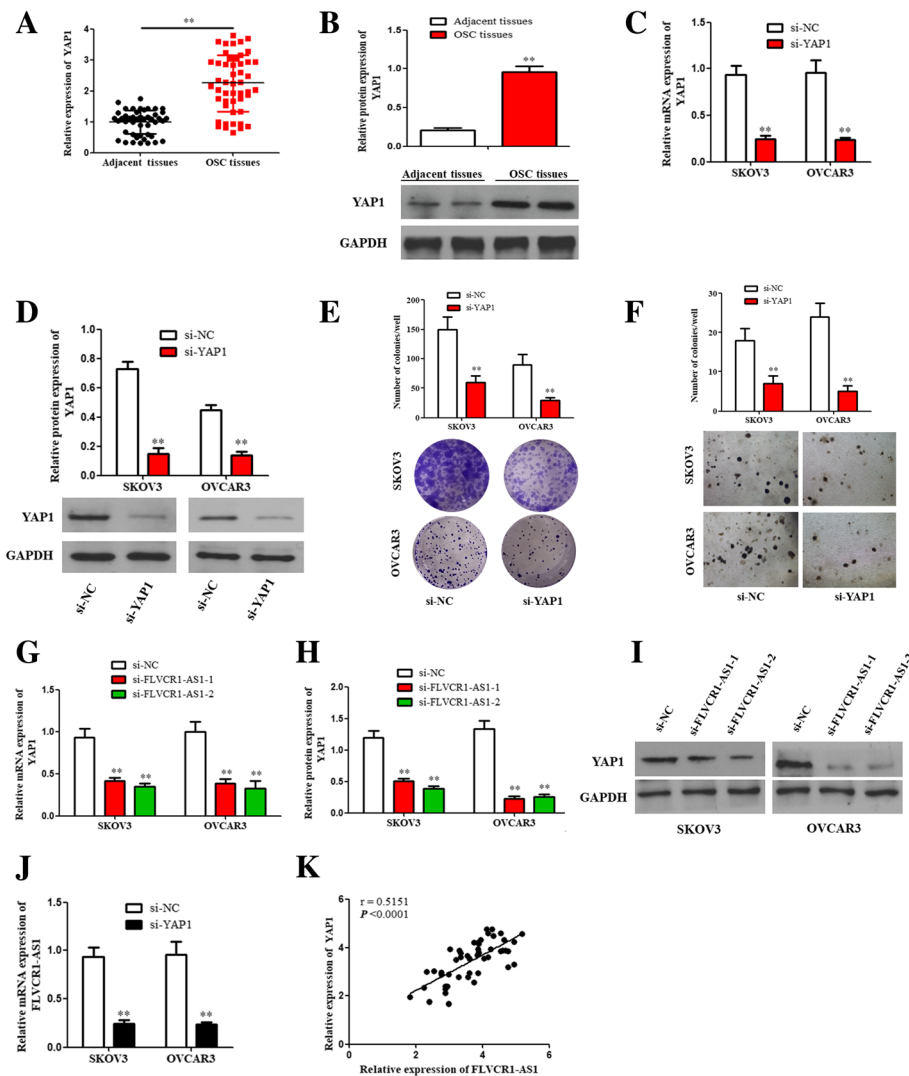 A
Relative expression of YAP1
**
4
3
2
1
0
Adjacent tissues
OSC tissues
B
Adjacent tissues
OSC tissues
Relative protein expression of
YAP1
1.5
1.0
0.5
0.0
**
Adjacent tissues
OSC tissues
YAP1
GAPDH
C
si-NC
si-YAP1
Relative mRNA expression of
YAP1
1.5
1.0
0.5
0.0
**
**
SKOV3
OVCAR3
D
si-NC
si-YAP1
Relative protein expression of
YAP1
1.0
0.8
0.6
0.4
0.2
0.0
**
**
SKOV3
OVCAR3
YAP1
GAPDH
si-NC
si-YAP1
si-NC
si-YAP1
E
si-NC
si-YAP1
Number of colonies/well
200
150
100
50
0
**
**
SKOV3
OVCAR3
SKOV3
OVCAR3
si-NC
si-YAP1
F
si-NC
si-YAP1
Number of colonies/well
30
20
10
0
**
**
SKOV3
OVCAR3
SKOV3
OVCAR3
si-NC
si-YAP1
G
si-NC
si-FLVCR1-AS1-1
si-FLVCR1-AS1-2
Relative mRNA expression of
YAP1
1.5
1.0
0.5
0.0
**
**
**
**
SKOV3
OVCAR3
H
si-NC
si-FLVCR1-AS1-1
si-FLVCR1-AS1-2
Relative protein expression of
YAP1
2.0
1.5
1.0
0.5
0.0
**
**
**
**
SKOV3
OVCAR3
I
si-NC
si-FLVCR1-AS1-1
si-FLVCR1-AS1-2
si-NC
si-FLVCR1-AS1-1
si-FLVCR1-AS1-2
YAP1
GAPDH
SKOV3
OVCAR3
J
si-NC
si-YAP1
Relative mRNA expression of
FLVCR1-AS1
1.5
1.0
0.5
0.0
**
**
SKOV3
OVCAR3
K
r = 0.5151
P <0.0001
Relative expression of YAP1
6
4
2
0
0
2
4
6
Relative expression of FLVCR1-AS1